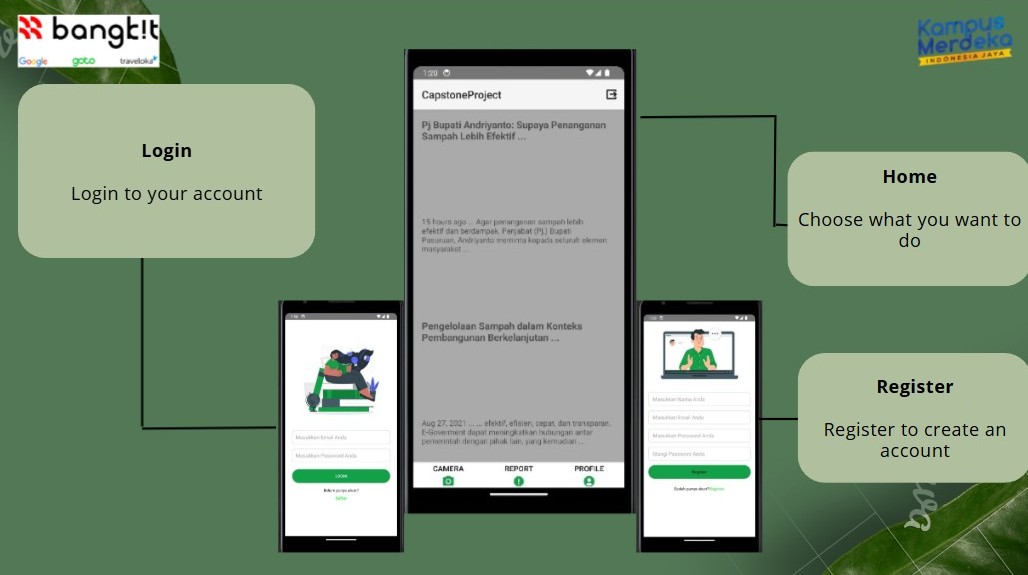 bangk!t
Google goto traveloka
Kampus
Merdeka
INDONESIA JAYA
Login
Login to your account
1:20
CapstoneProject
Pj Bupati Andriyanto: Supaya Penanganan
Sampah Lebih Efektif ...
15 hours ago ... Agar penanganan sampah lebih
efektif dan berdampak, Penjabat (Pj.) Bupati
Pasuruan, Andriyanto meminta kepada seluruh elemen
masyarakat ...
Pengelolaan Sampah dalam Konteks
Pembangunan Berkelanjutan ...
Aug 27, 2021 ... ... efektif, efisien, cepat, dan transparan.
E-Goverment dapat meningkatkan hubungan antar
pemerintah dengan pihak lain, yang kemudian ...
CAMERA REPORT PROFILE
Home
Choose what you want to
do
Masukkan Email Anda
Masukkan Password Anda
LOGIN
Belum punya akun?
Daftar
Masukkan Nama Anda
Masukkan Email Anda
Masukkan Password Anda
Ulangi Password Anda
Register
Sudah punya akun?
Register
Register to create an
account